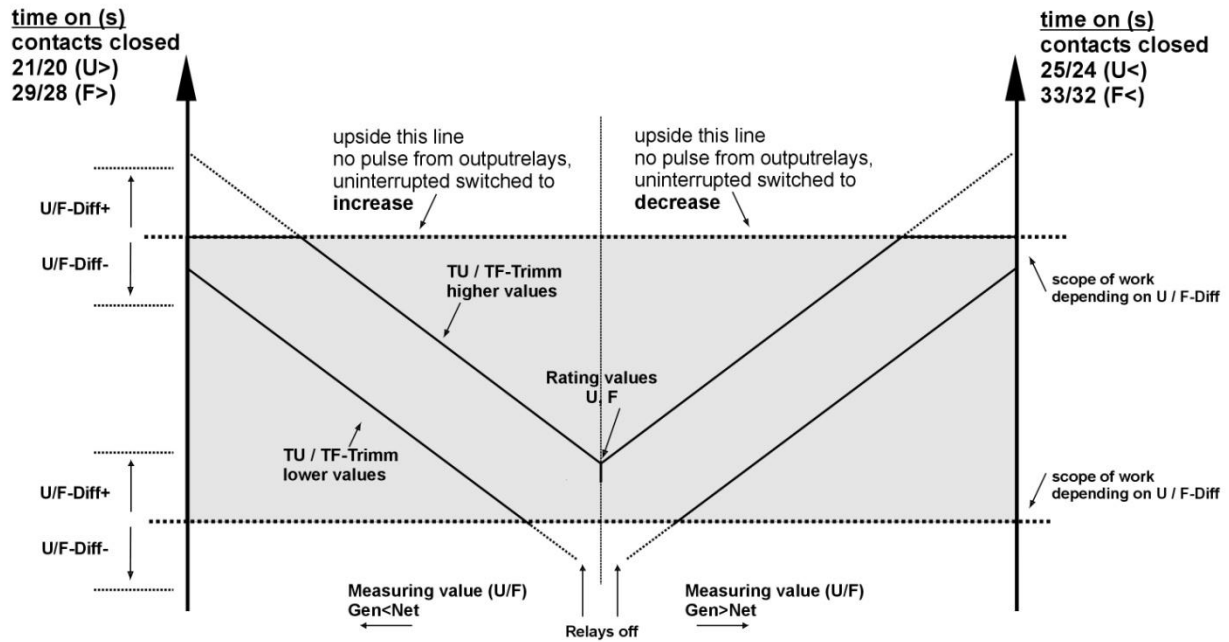 time on (s)
contacts closed
21/20 (U>)
29/28 (F>)
time on (s)
contacts closed
25/24 (U<)
33/32 (F<)
upside this line
no pulse from outputrelays,
uninterrupted switched to
increase
upside this line
no pulse from outputrelays,
uninterrupted switched to
decrease
U/F-Diff+
U/F-Diff-
TU / TF-Trimm
higher values
scope of work
depending on U / F-Diff
Rating values
U, F
TU / TF-Trimm
lower values
U/F-Diff+
U/F-Diff-
scope of work
depending on U / F-Diff
Measuring value (U/F)
Gen<Net
Relays off
Measuring value (U/F)
Gen>Net